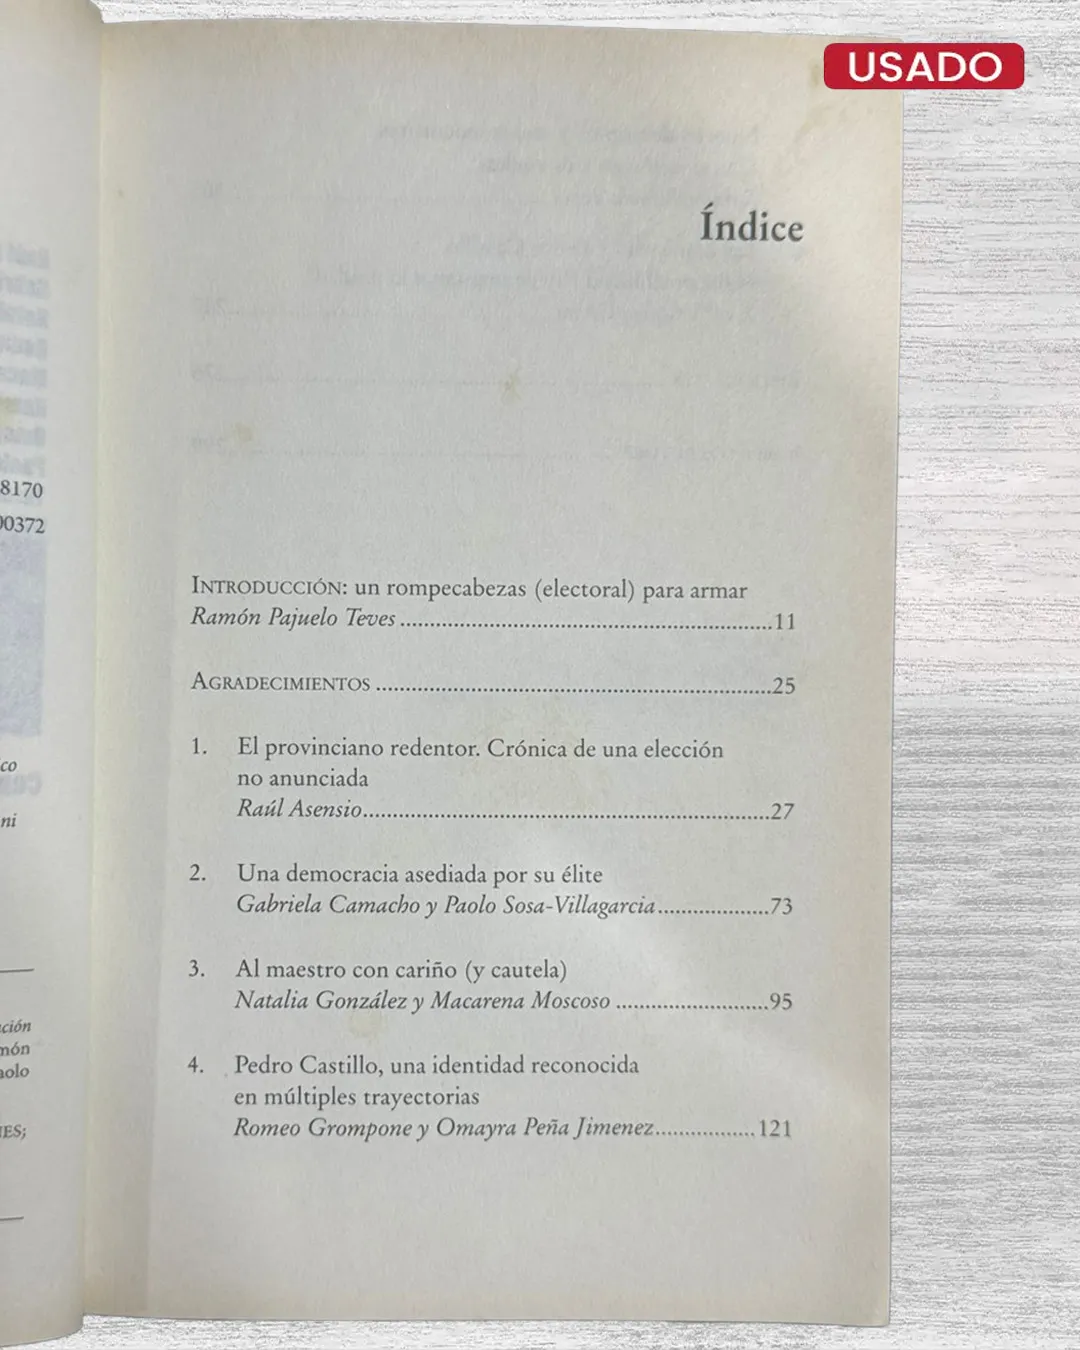 USADO
8170
00372
co
ni
ción
món
aolo
IES;
Índice
INTRODUCCIÓN: un rompecabezas (electoral) para armar
Ramón Pajuelo Teves ..........11
AGRADECIMIENTOS ..........25
1. El provinciano redentor. Crónica de una elección
no anunciada
Raúl Asensio..........27
2. Una democracia asediada por su élite
Gabriela Camacho y Paolo Sosa-Villagarcia..........73
3. Al maestro con cariño (y cautela)
Natalia González y Macarena Moscoso ..........95
4. Pedro Castillo, una identidad reconocida
en múltiples trayectorias
Romeo Grompone y Omayra Peña Jimenez..........121